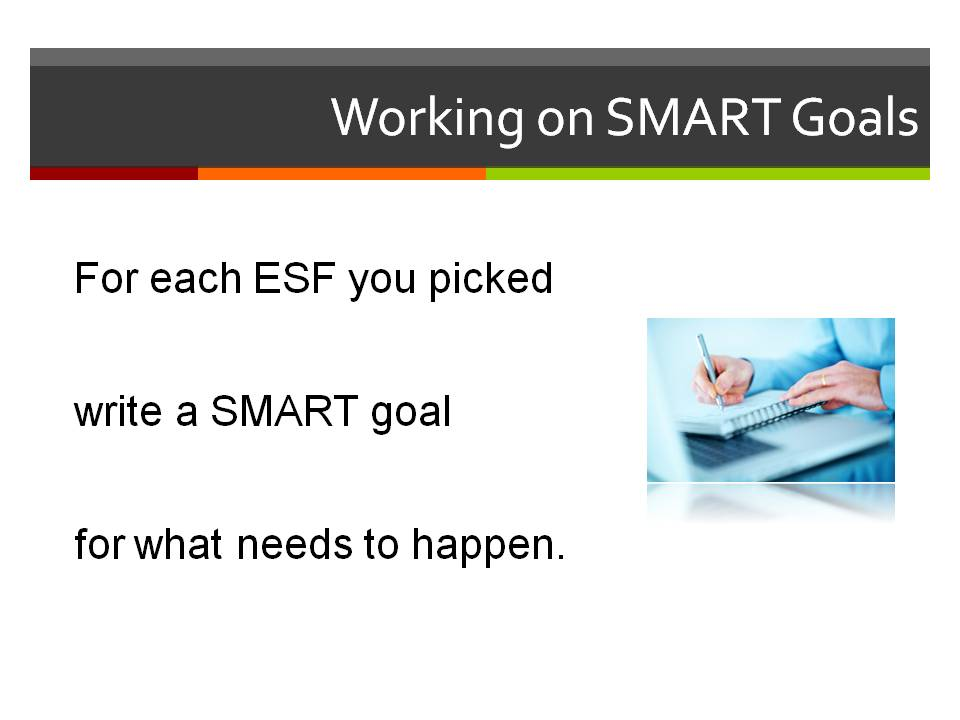 Working on SMART Goals
For each ESF you picked
write a SMART goal
for what needs to happen.